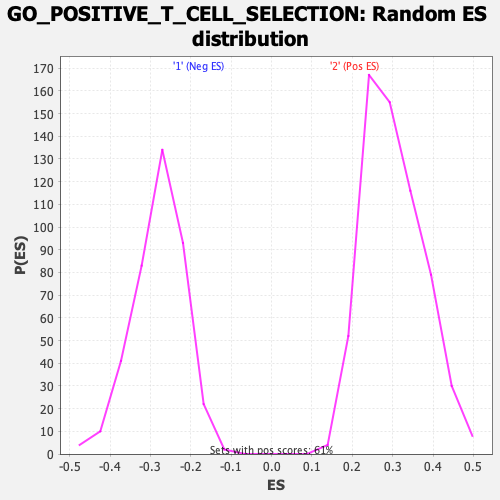 GO_POSITIVE_T_CELL_SELECTION: Random ES
distribution
'1' (Neg ES)
'2' (Pos ES)
170
160
150
140
130
120
110
100
90
80
70
60
50
40
30
20
10
0
P(ES)
Sets with pos scores: 61%
-0.5 -0.4 -0.3 -0.2 -0.1 0.0 0.1 0.2 0.3 0.4 0.5
ES